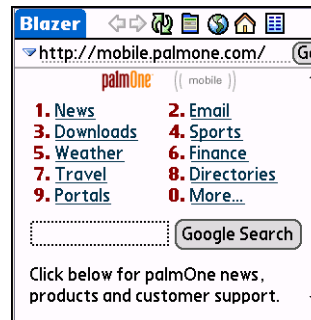 Blazer
http://mobile.palmone.com/
palmOne (( mobile ))
1. News 2. Email
3. Downloads 4. Sports
5. Weather 6. Finance
7. Travel 8. Directories
9. Portals 0. More...
Google Search
Click below for palmOne news,
products and customer support.